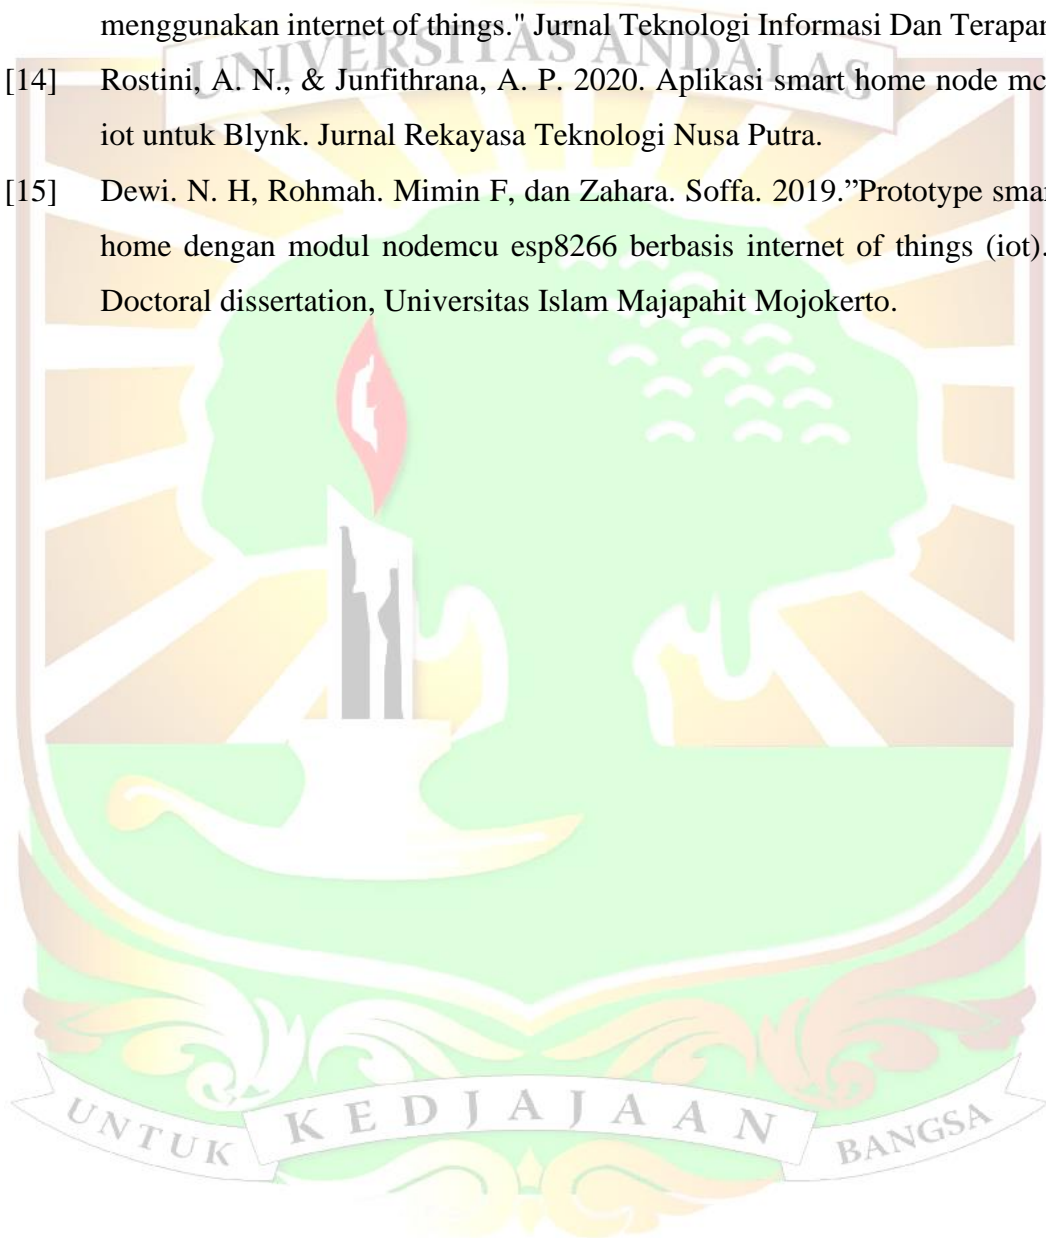 menggunakan internet of things." Jurnal Teknologi Informasi Dan Terapan
UNIVERSITAS ANDALAS
[14] Rostini, A. N., & Junfithrana, A. P. 2020. Aplikasi smart home node mc
iot untuk Blynk. Jurnal Rekayasa Teknologi Nusa Putra.
[15] Dewi. N. H, Rohmah. Mimin F, dan Zahara. Soffa. 2019.”Prototype smar
home dengan modul nodemcu esp8266 berbasis internet of things (iot).
Doctoral dissertation, Universitas Islam Majapahit Mojokerto.
UNTUK KEDJAJAAN BANGSA